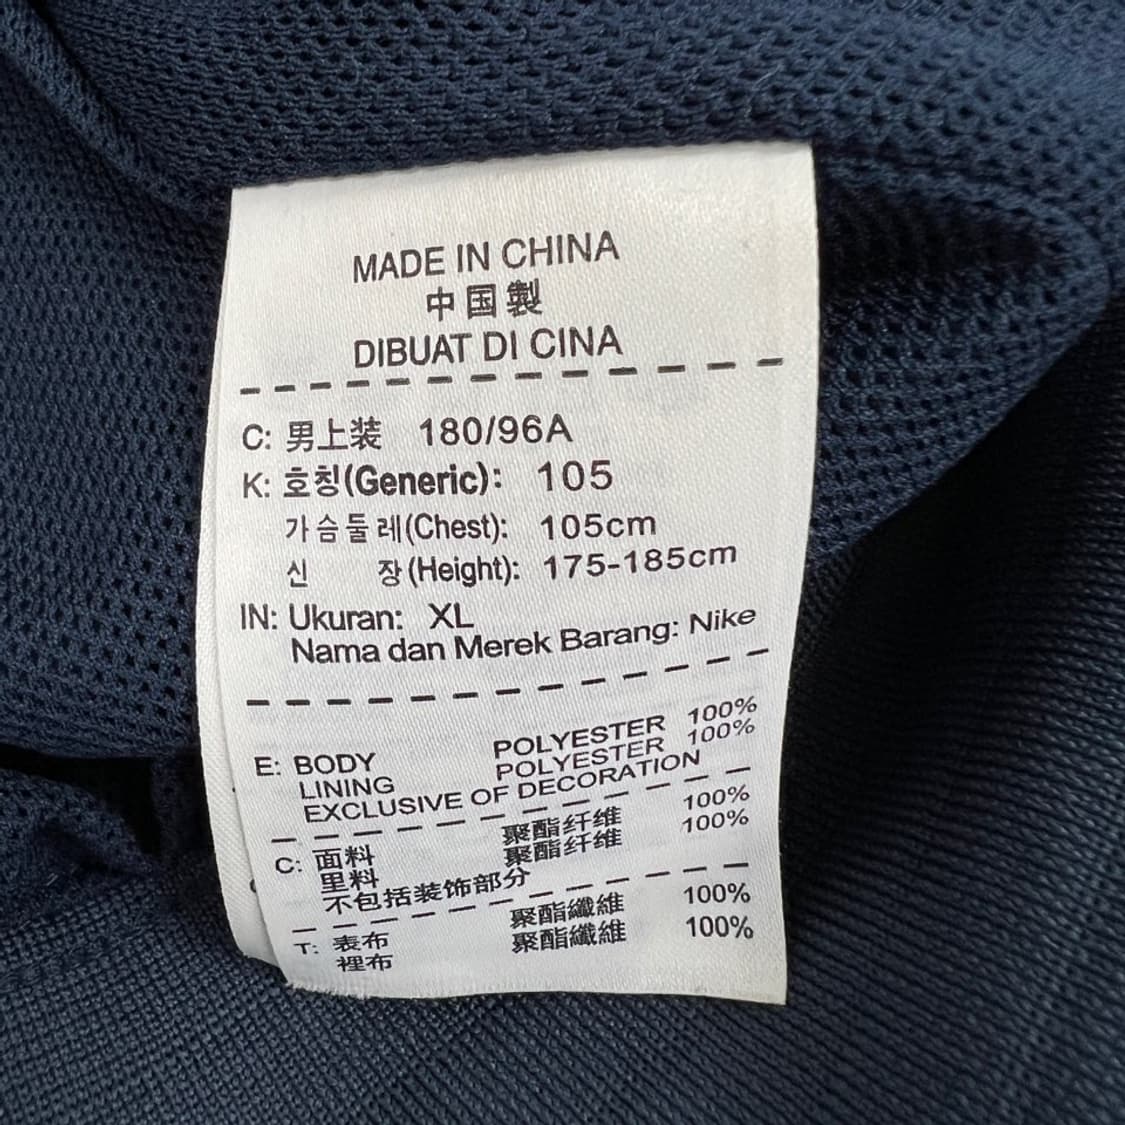 MADE IN CHINA
中国製
DIBUAT DI CINA
C: 男上装 180/96A
K: 호칭(Generic): 105
가슴둘레(Chest): 105cm
신 장(Height): 175-185cm
IN: Ukuran: XL
Nama dan Merek Barang: Nike
E: BODY POLYESTER 100%
LINING POLYESTER 100%
EXCLUSIVE OF DECORATION
C: 面料 聚酯纤维 100%
里料 聚酯纤维 100%
不包括装饰部分
T: 表布 聚酯纖維 100%
裡布 聚酯纖維 100%